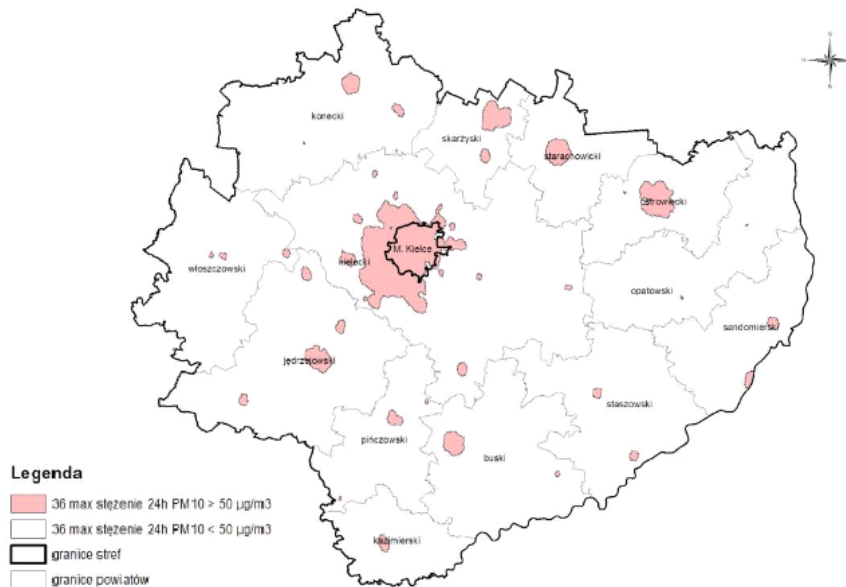 konecki
skarżyski
starachowicki
ostrowiecki
M. Kielce
kielecki
włoszczowski
opatowski
sandomierski
jędrzejowski
staszowski
pińczowski
buski
kazimierski
Legenda
36 max stężenie 24h PM10 > 50 µg/m3
36 max stężenie 24h PM10 < 50 µg/m3
granice stref
granice powiatów